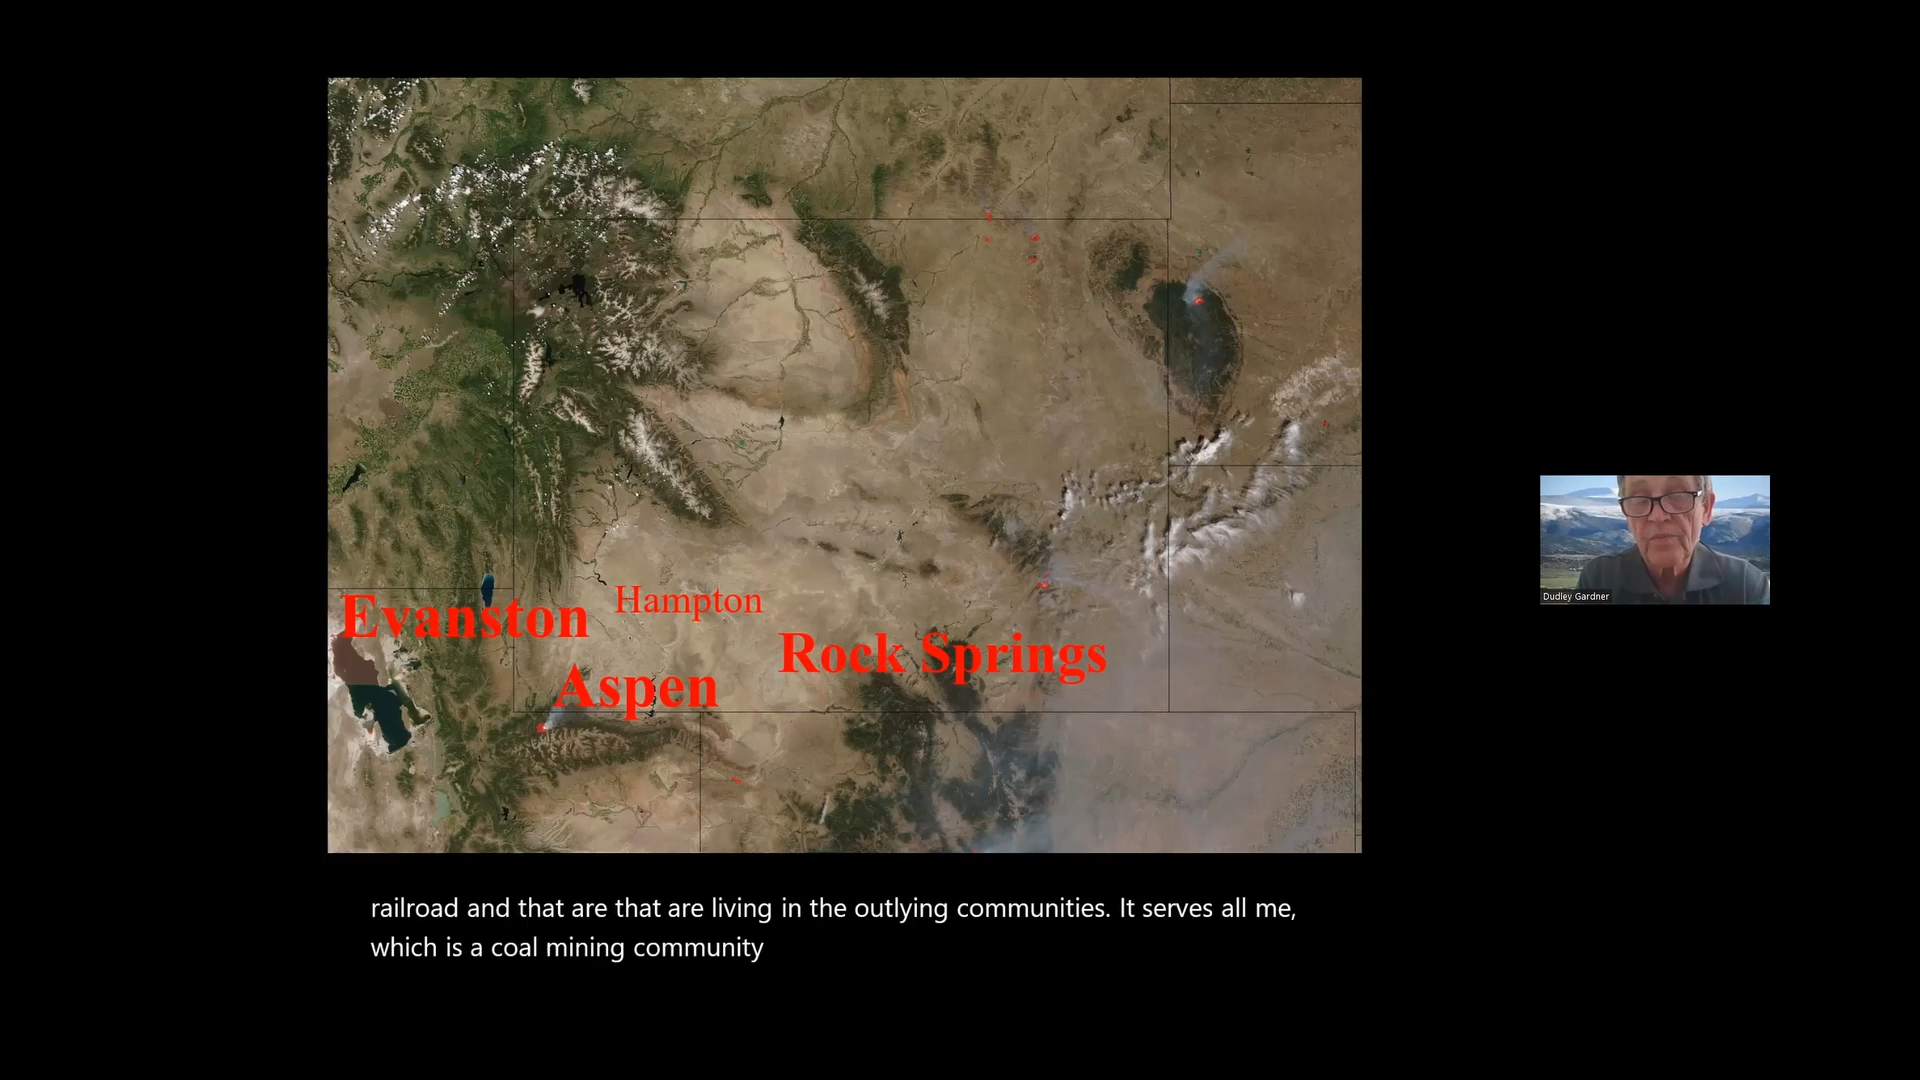 Evanston
Hampton
Rock Springs
Aspen
Dudley Gardner
railroad and that are that are living in the outlying communities. It serves all me,
which is a coal mining community